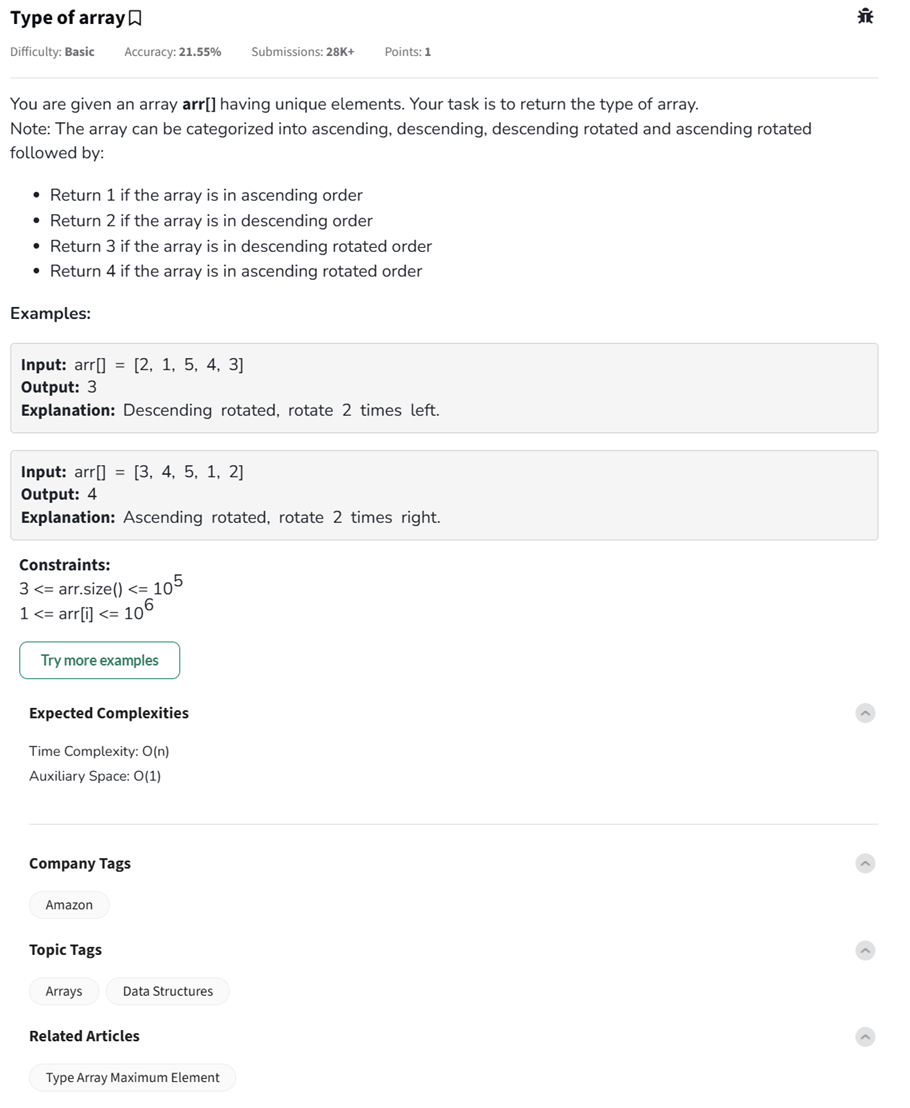 Type of array
Difficulty: Basic Accuracy: 21.55% Submissions: 28K+ Points: 1
You are given an array arr[] having unique elements. Your task is to return the type of array.
Note: The array can be categorized into ascending, descending, descending rotated and ascending rotated
followed by:
• Return 1 if the array is in ascending order
• Return 2 if the array is in descending order
• Return 3 if the array is in descending rotated order
• Return 4 if the array is in ascending rotated order
Examples:
Input: arr[] = [2, 1, 5, 4, 3]
Output: 3
Explanation: Descending rotated, rotate 2 times left.
Input: arr[] = [3, 4, 5, 1, 2]
Output: 4
Explanation: Ascending rotated, rotate 2 times right.
Constraints:
3 <= arr.size() <= 10⁵
1 <= arr[i] <= 10⁶
Try more examples
Expected Complexities
Time Complexity: O(n)
Auxiliary Space: O(1)
Company Tags
Amazon
Topic Tags
Arrays Data Structures
Related Articles
Type Array Maximum Element